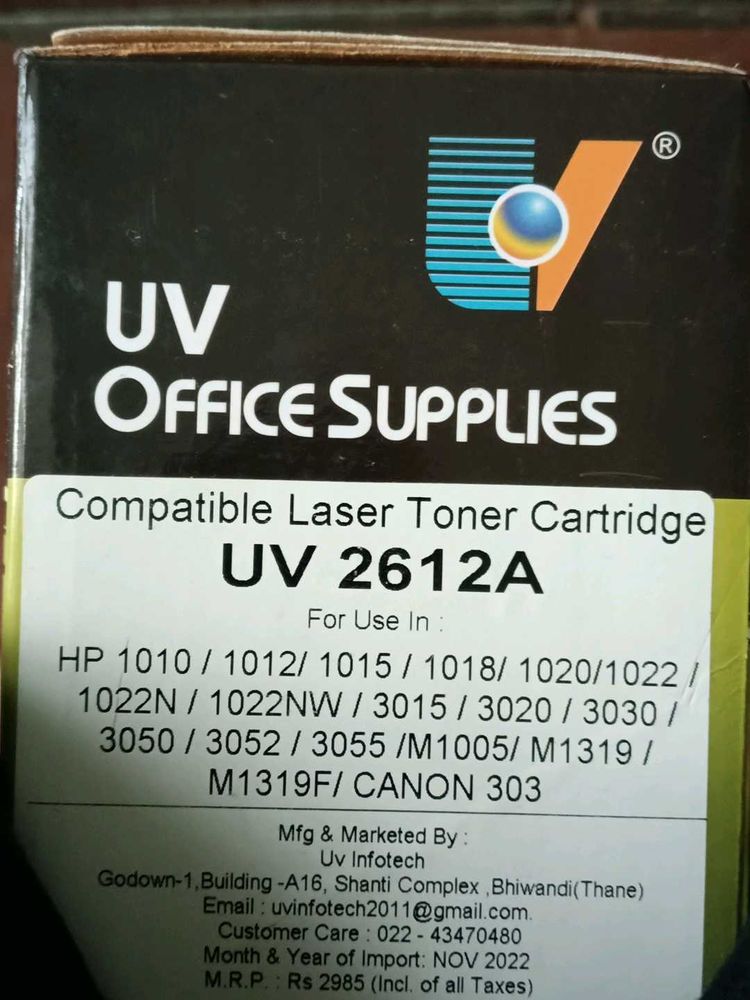 ®
UV
OFFICE SUPPLIES
Compatible Laser Toner Cartridge
UV 2612A
For Use In :
HP 1010 / 1012/ 1015 / 1018/ 1020/1022 /
1022N / 1022NW / 3015 / 3020 / 3030 /
3050 / 3052 / 3055 /M1005/ M1319 /
M1319F/ CANON 303
Mfg & Marketed By :
Uv Infotech
Godown-1,Building -A16, Shanti Complex ,Bhiwandi(Thane)
Email : uvinfotech2011@gmail.com.
Customer Care : 022 - 43470480
Month & Year of Import: NOV 2022
M.R.P. : Rs 2985 (Incl. of all Taxes)